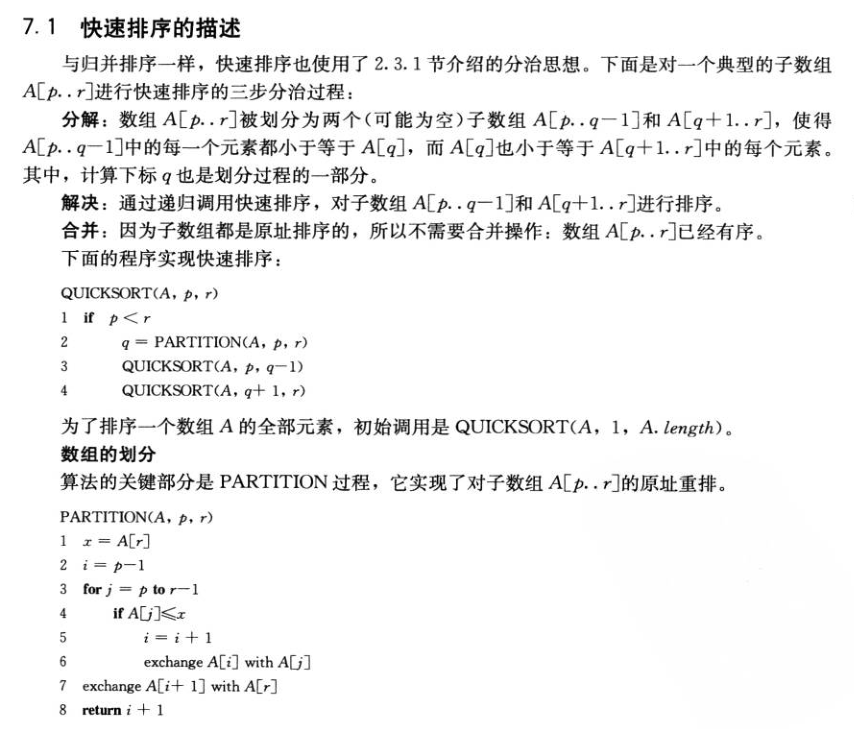 7.1 快速排序的描述
与归并排序一样，快速排序也使用了 2.3.1 节介绍的分治思想。下面是对一个典型的子数组
A[p..r]进行快速排序的三步分治过程：
分解：数组 A[p..r]被划分为两个(可能为空)子数组 A[p..q-1]和 A[q+1..r]，使得
A[p..q-1]中的每一个元素都小于等于 A[q]，而 A[q]也小于等于 A[q+1..r]中的每个元素。
其中，计算下标 q 也是划分过程的一部分。
解决：通过递归调用快速排序，对子数组 A[p..q-1]和 A[q+1..r]进行排序。
合并：因为子数组都是原址排序的，所以不需要合并操作：数组 A[p..r]已经有序。
下面的程序实现快速排序：
QUICKSORT(A, p, r)
1 if p < r
2 q = PARTITION(A, p, r)
3 QUICKSORT(A, p, q-1)
4 QUICKSORT(A, q+1, r)
为了排序一个数组 A 的全部元素，初始调用是 QUICKSORT(A, 1, A.length)。
数组的划分
算法的关键部分是 PARTITION 过程，它实现了对子数组 A[p..r]的原址重排。
PARTITION(A, p, r)
1 x = A[r]
2 i = p-1
3 for j = p to r-1
4 if A[j]≤x
5 i = i+1
6 exchange A[i] with A[j]
7 exchange A[i+1] with A[r]
8 return i+1